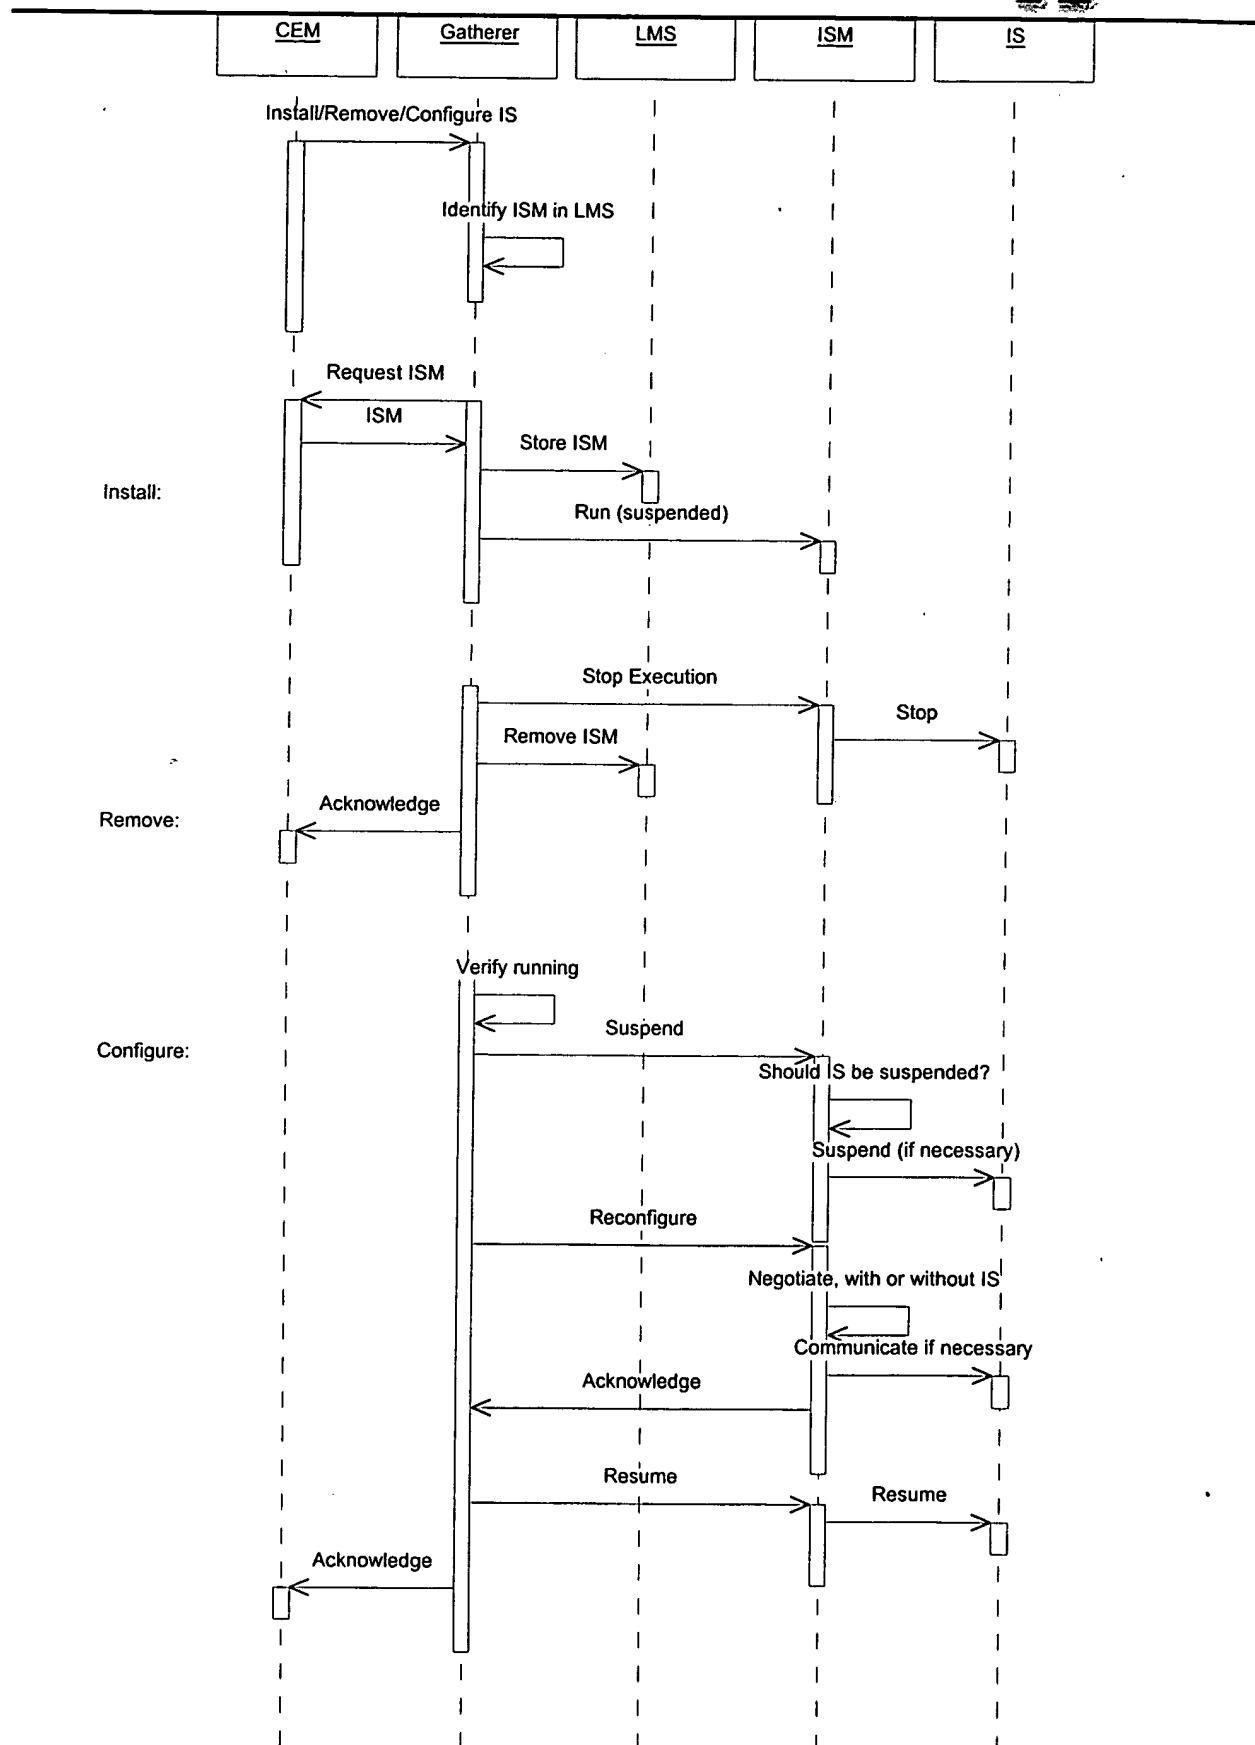 CEM
Gatherer
LMS
ISM
IS
Install/Remove/Configure IS
Identify ISM in LMS
Request ISM
ISM
Store ISM
Install:
Run (suspended)
Stop Execution
Stop
Remove ISM
Acknowledge
Remove:
Verify running
Suspend
Configure:
Should IS be suspended?
Suspend (if necessary)
Reconfigure
Negotiate, with or without IS
Communicate if necessary
Acknowledge
Resume
Resume
Acknowledge